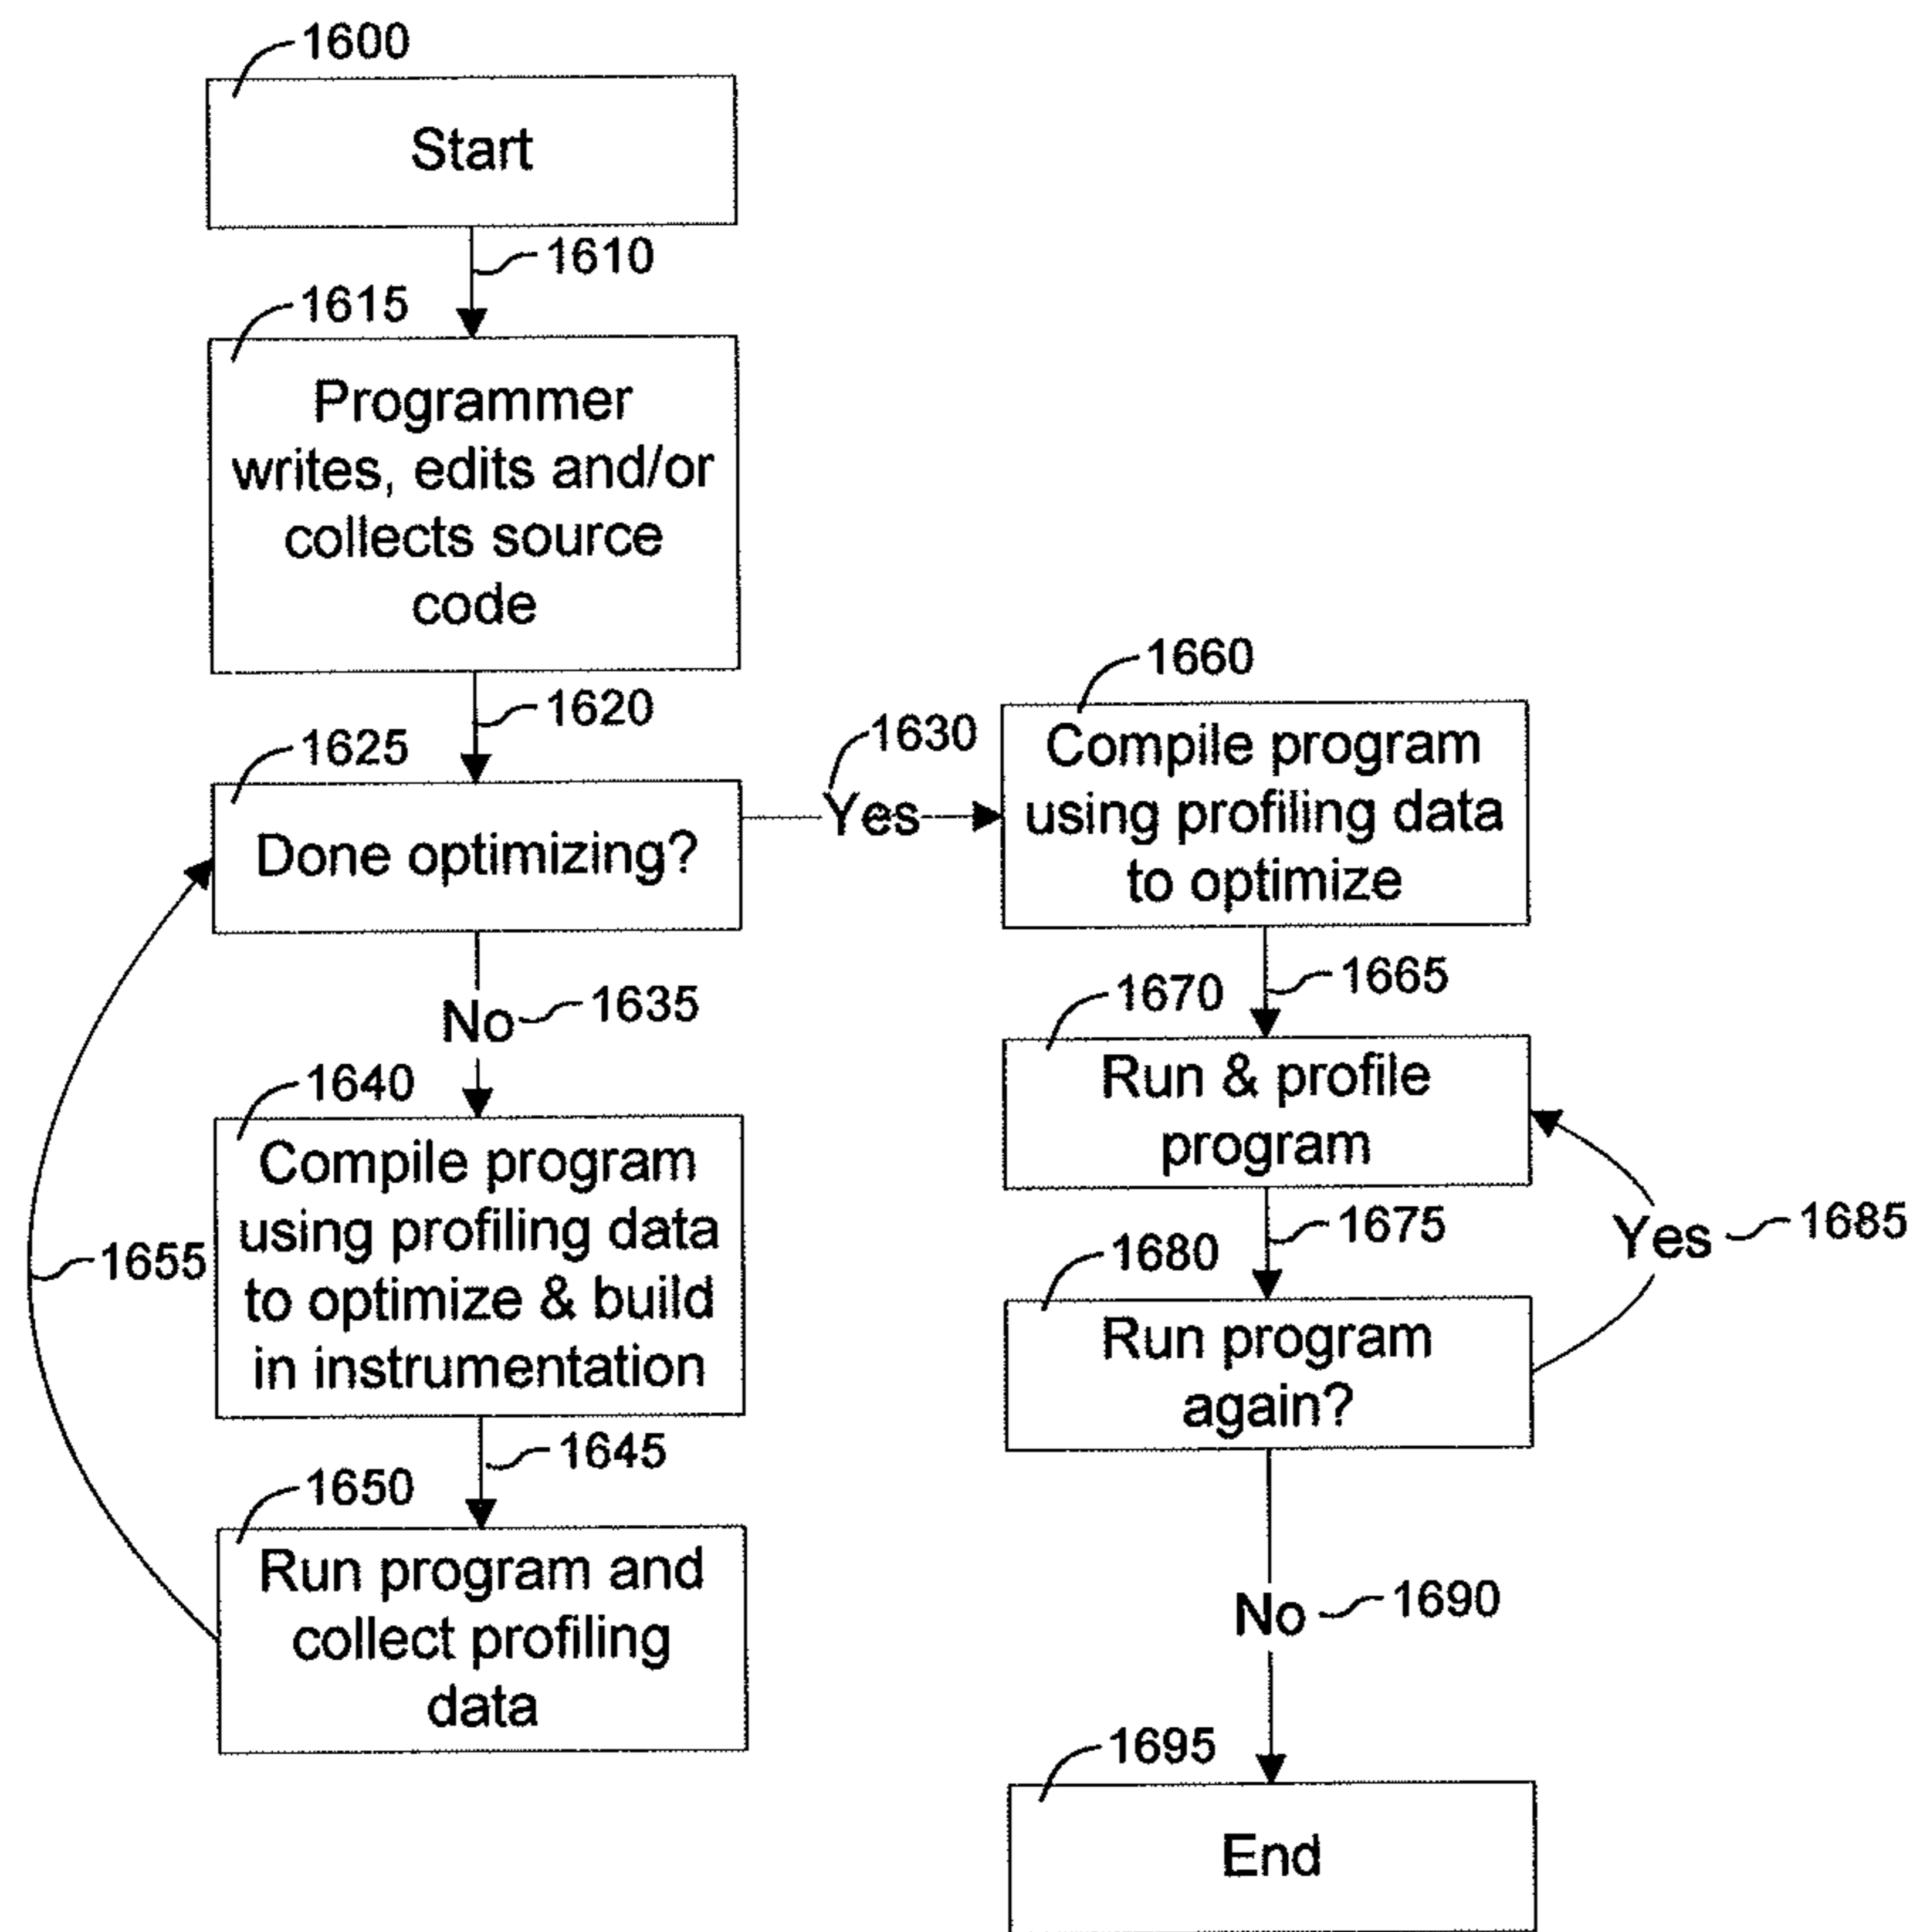 1600
Start
1610
1615
Programmer
writes, edits and/or
collects source
code
1620
1625
Done optimizing?
1630
Yes
1635
No
1640
Compile program
using profiling data
to optimize & build
in instrumentation
1645
1650
Run program and
collect profiling
data
1655
1660
Compile program
using profiling data
to optimize
1665
1670
Run & profile
program
1675
1680
Run program
again?
Yes
1685
No
1690
1695
End